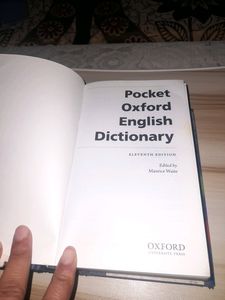 Pocket
Oxford
English
Dictionary
ELEVENTH EDITION
Edited by
Maurice Waite
OXFORD
UNIVERSITY PRESS